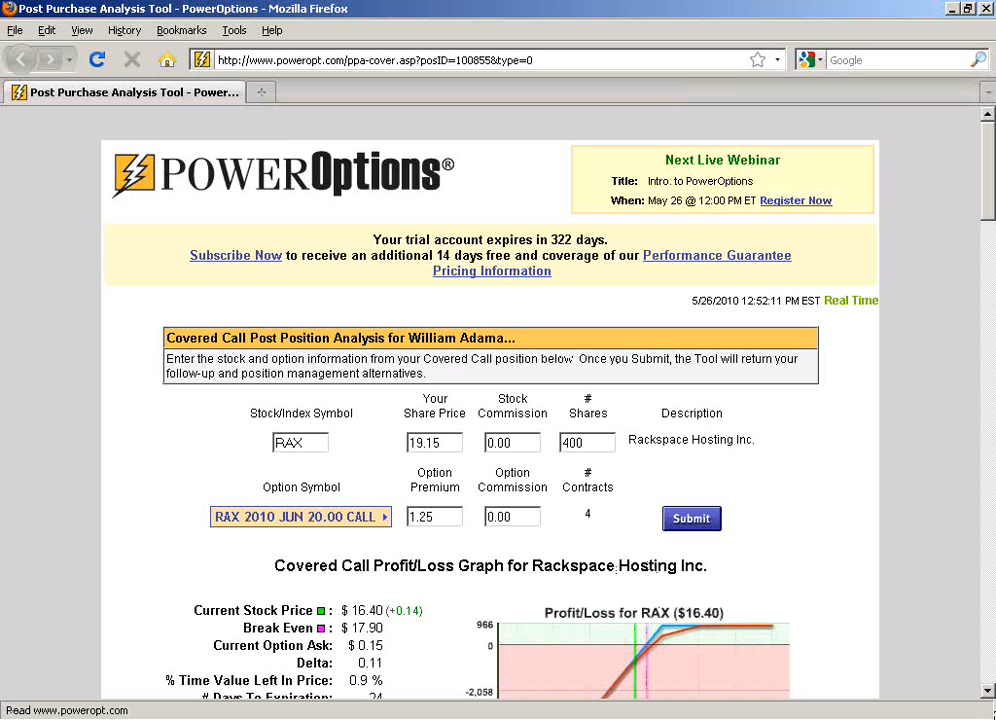 Post Purchase Analysis Tool - PowerOptions - Mozilla Firefox
File Edit View History Bookmarks Tools Help
http://www.poweropt.com/ppa-cover.asp?posID=100855&type=0
Google
Post Purchase Analysis Tool - Power...
POWEROptions®
Next Live Webinar
Title: Intro. to PowerOptions
When: May 26 @ 12:00 PM ET Register Now
Your trial account expires in 322 days.
Subscribe Now to receive an additional 14 days free and coverage of our Performance Guarantee
Pricing Information
5/26/2010 12:52:11 PM EST Real Time
Covered Call Post Position Analysis for William Adama...
Enter the stock and option information from your Covered Call position below. Once you Submit, the Tool will return your
follow-up and position management alternatives.
Stock/Index Symbol Your Share Price Stock Commission # Shares Description
RAX 19.15 0.00 400 Rackspace Hosting Inc.
Option Symbol Option Premium Option Commission # Contracts
RAX 2010 JUN 20.00 CALL 1.25 0.00 4 Submit
Covered Call Profit/Loss Graph for Rackspace Hosting Inc.
Current Stock Price : $ 16.40 (+0.14)
Break Even : $ 17.90
Current Option Ask: $ 0.15
Delta: 0.11
% Time Value Left In Price: 0.9 %
# Days To Expiration: 24
Profit/Loss for RAX ($16.40)
966
0
-2,058
Read www.poweropt.com